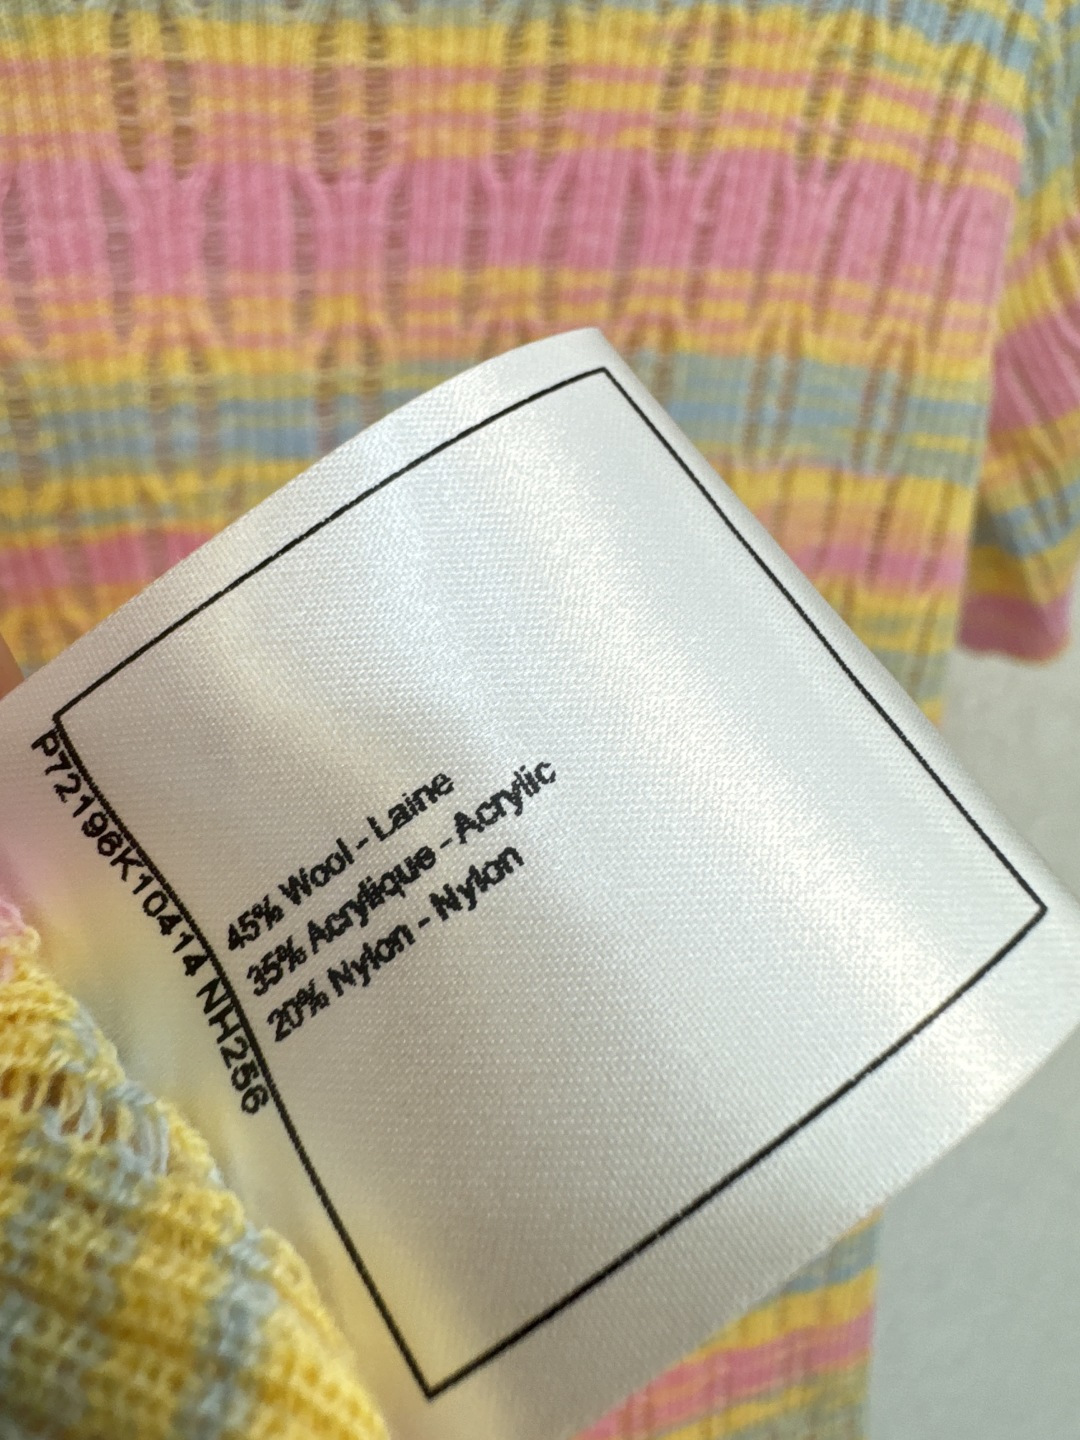 P72196K10414 NH256
45% Wool - Laine
35% Acrylique - Acrylic
20% Nylon - Nylon